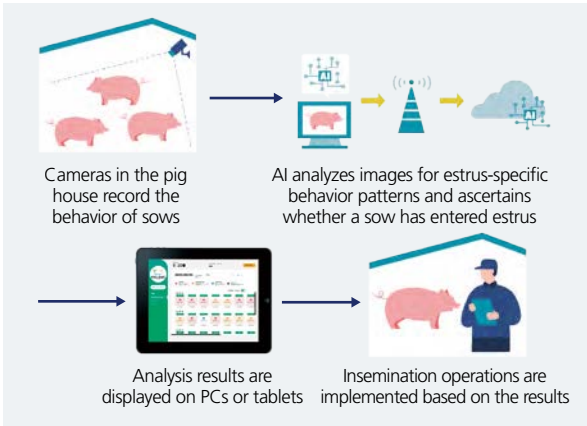 AI
Cameras in the pig
house record the
behavior of sows
AI analyzes images for estrus-specific
behavior patterns and ascertains
whether a sow has entered estrus
AI
Analysis results are
displayed on PCs or tablets
Insemination operations are
implemented based on the results